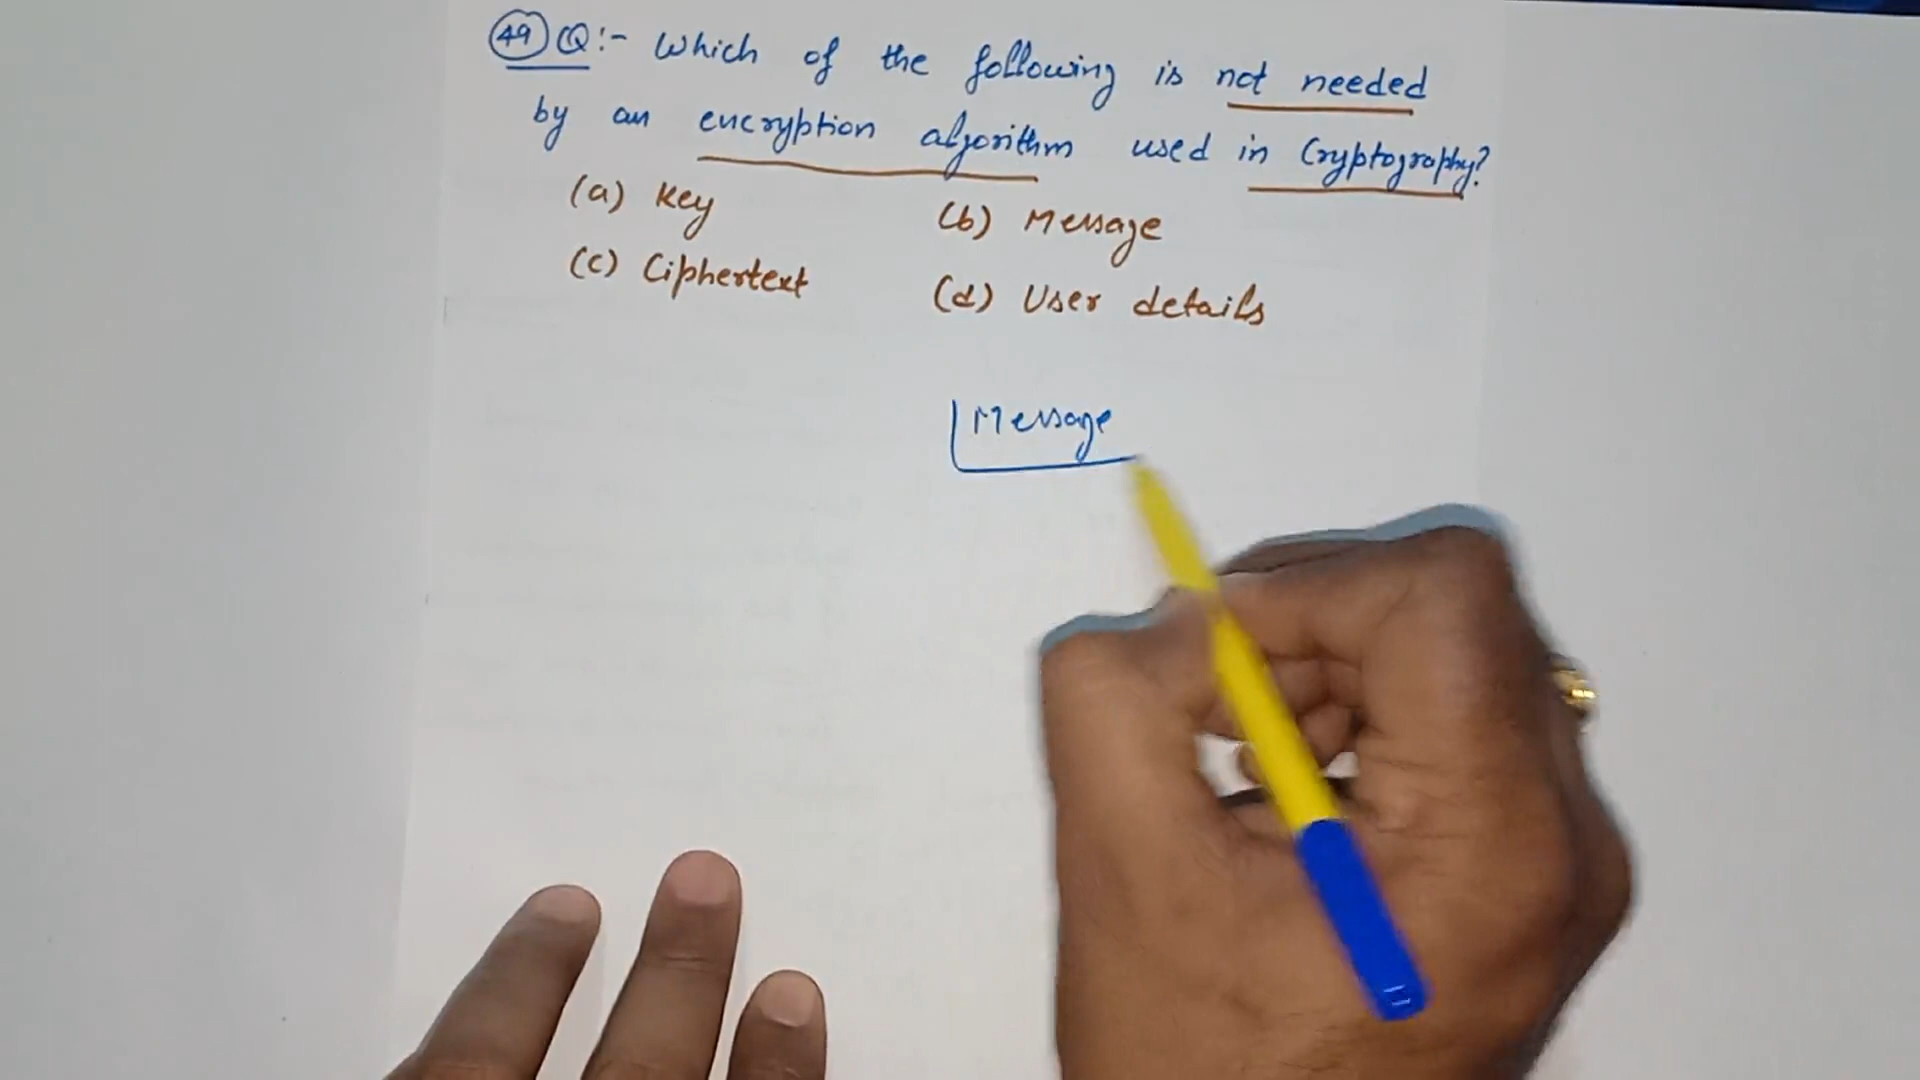 49 Q:- Which of the following is not needed
by an encryption algorithm used in Cryptography?
(a) Key (b) Message
(c) Ciphertext (d) User details
Message